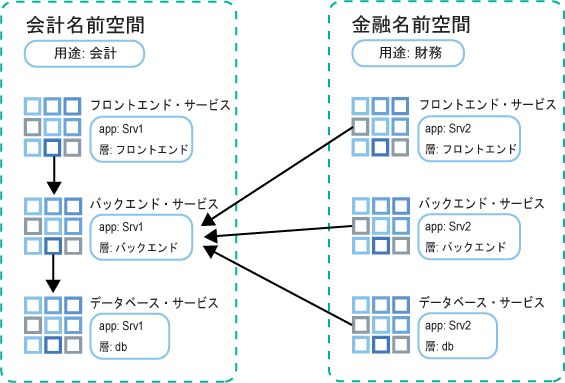 会計名前空間
用途: 会計
フロントエンド・サービス
app: Srv1
層: フロントエンド
バックエンド・サービス
app: Srv1
層: バックエンド
データベース・サービス
app: Srv1
層: db
金融名前空間
用途: 財務
フロントエンド・サービス
app: Srv2
層: フロントエンド
バックエンド・サービス
app: Srv2
層: バックエンド
データベース・サービス
app: Srv2
層: db